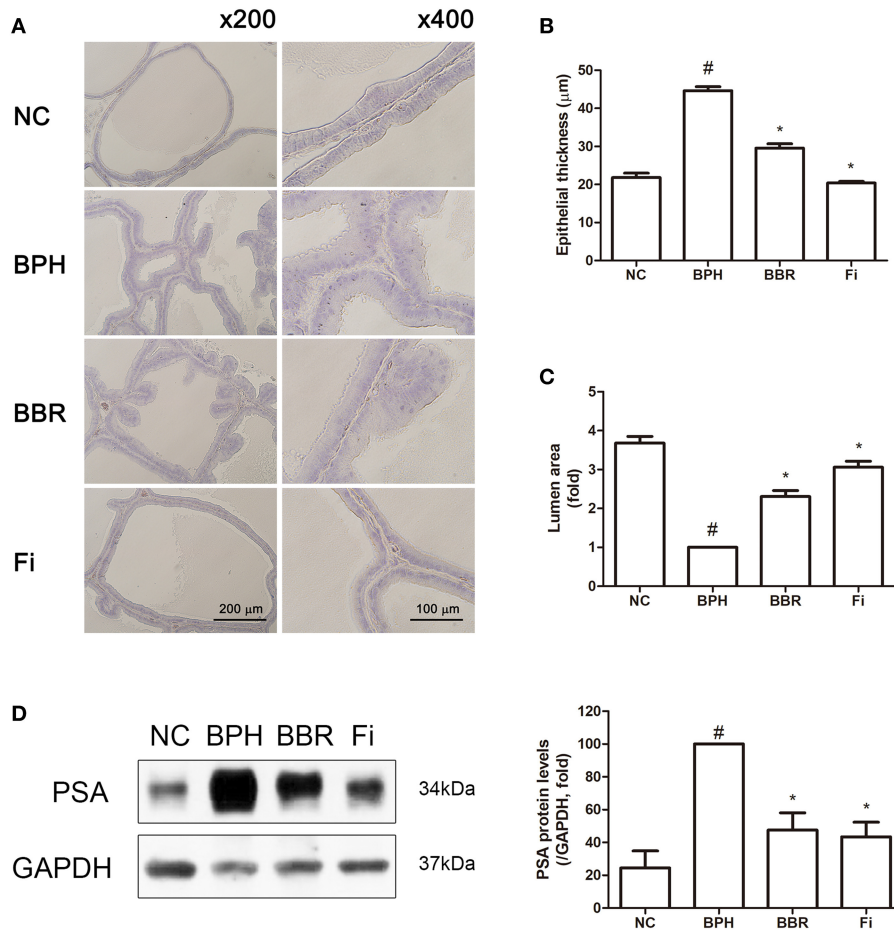 A
x200
x400
NC
BPH
BBR
Fi
200 μm
100 μm
B
Epithelial thickness (μm)
50
40
30
20
10
0
#
*
*
NC BPH BBR Fi
C
Lumen area
(fold)
5
4
3
2
1
0
#
*
*
NC BPH BBR Fi
D
NC BPH BBR Fi
PSA
34kDa
GAPDH
37kDa
PSA protein levels
(/GAPDH, fold)
120
100
80
60
40
20
0
#
*
*
NC BPH BBR Fi